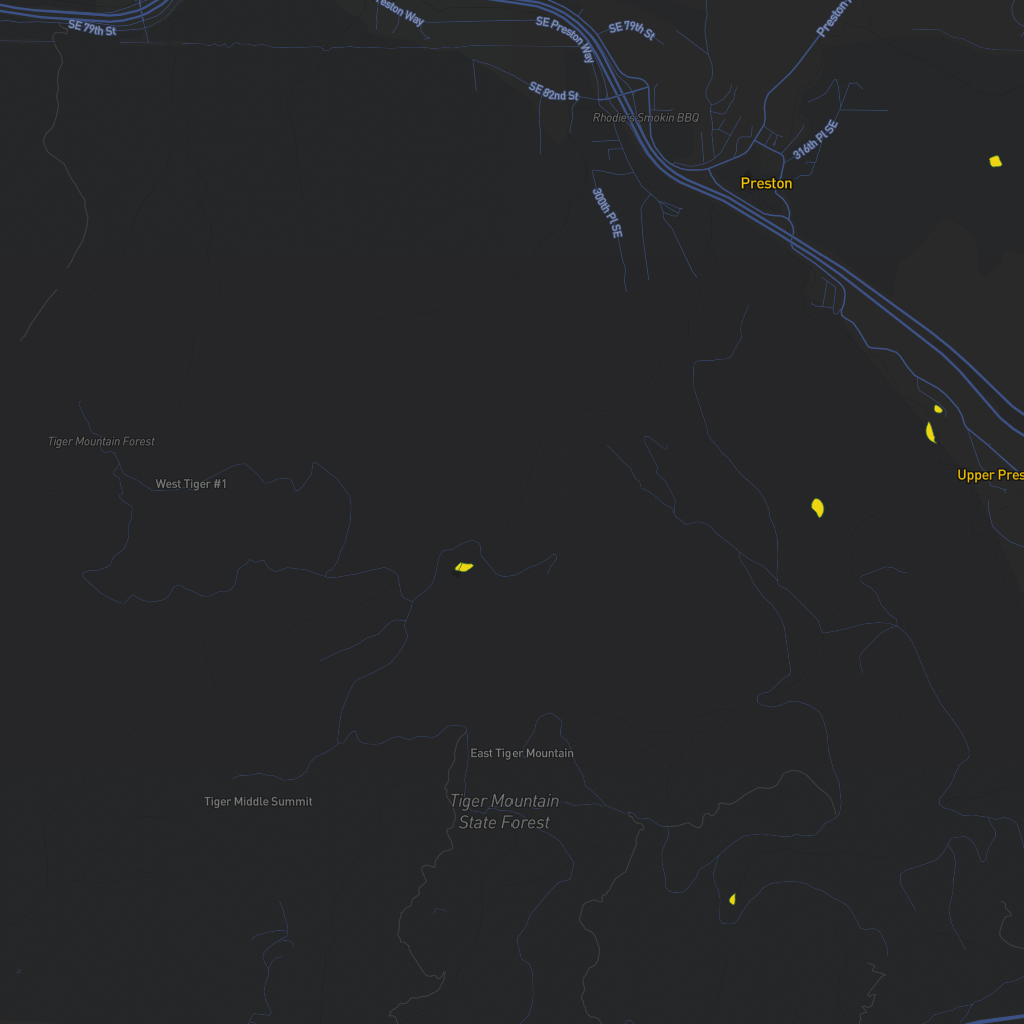 Preston Way
SE 79th St
SE Preston Way
SE 79th St
SE 82nd St
Rhodie's Smokin BBQ
316th Pl SE
Preston
300th Pl SE
Tiger Mountain Forest
West Tiger #1
Upper Pres
East Tiger Mountain
Tiger Middle Summit
Tiger Mountain
State Forest